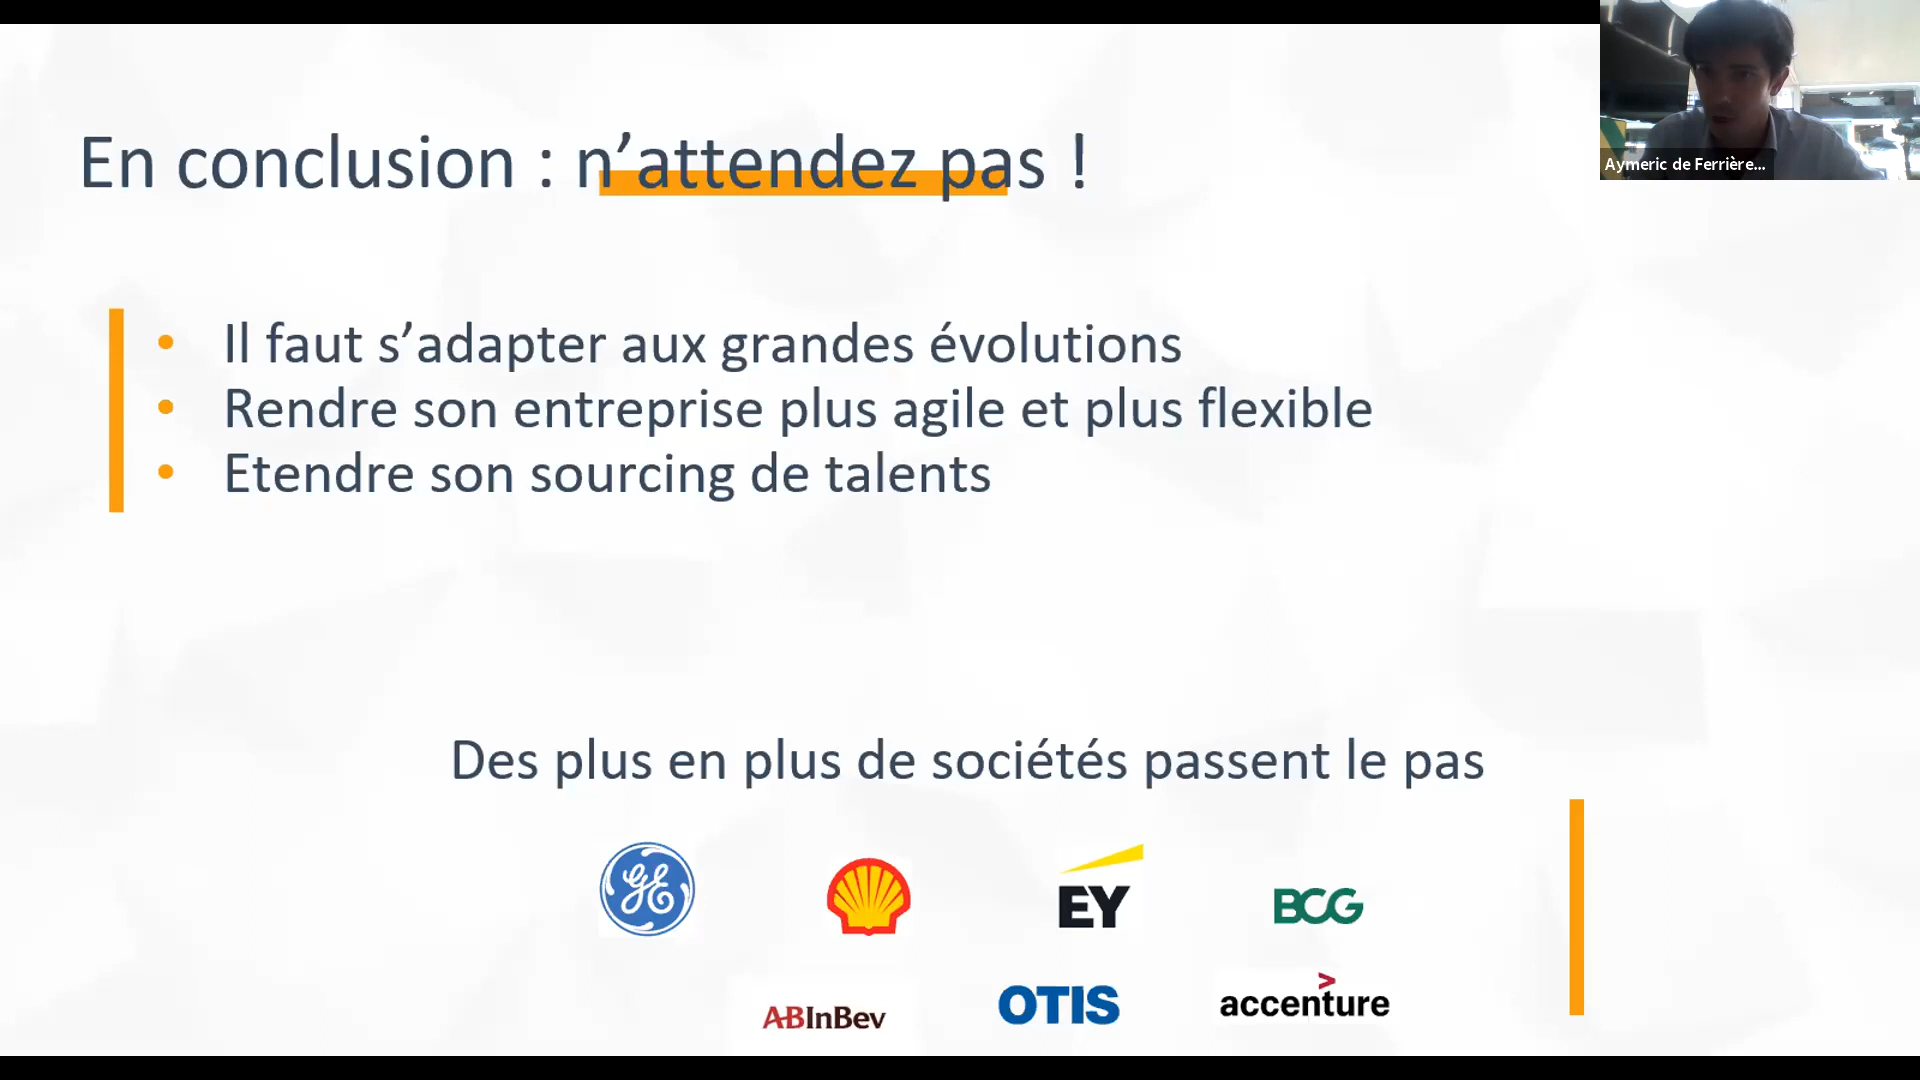 En conclusion : n’attendez pas !
Aymeric de Ferrière...
• Il faut s’adapter aux grandes évolutions
• Rendre son entreprise plus agile et plus flexible
• Etendre son sourcing de talents
Des plus en plus de sociétés passent le pas
GE
EY
BCG
ABInBev
OTIS
accenture